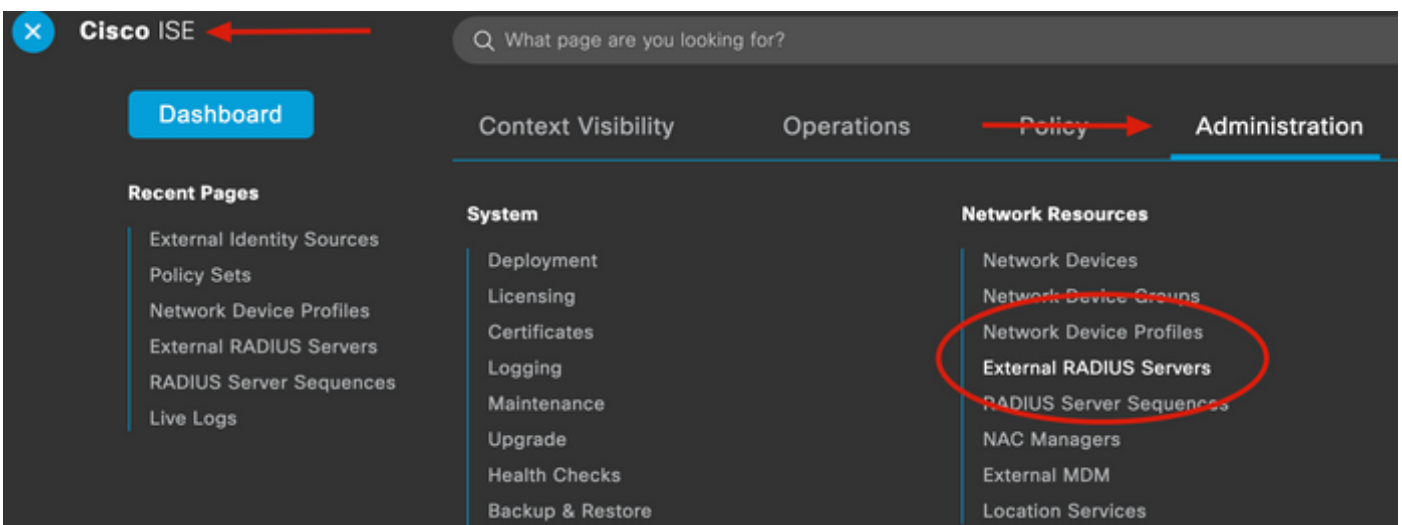 Cisco ISE
What page are you looking for?
Dashboard
Context Visibility
Operations
Policy
Administration
Recent Pages
External Identity Sources
Policy Sets
Network Device Profiles
External RADIUS Servers
RADIUS Server Sequences
Live Logs
System
Deployment
Licensing
Certificates
Logging
Maintenance
Upgrade
Health Checks
Backup & Restore
Network Resources
Network Devices
Network Device Groups
Network Device Profiles
External RADIUS Servers
RADIUS Server Sequences
NAC Managers
External MDM
Location Services